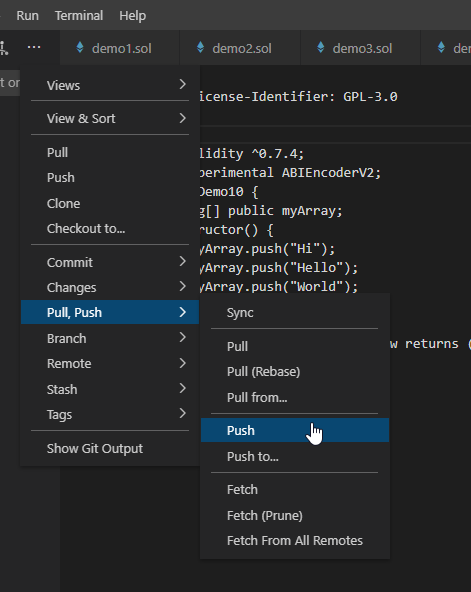 Run Terminal Help
... demo1.sol demo2.sol demo3.sol
Views
icense-Identifier: GPL-3.0
View & Sort
Pull
lidity ^0.7.4;
perimental ABIEncoderV2;
Push
Demo10 {
Clone
g[] public myArray;
Checkout to...
ructor() {
yArray.push("Hi");
Commit
yArray.push("Hello");
Changes
yArray.push("World");
Pull, Push
Sync
Branch
Pull
w returns (
Remote
Pull (Rebase)
Stash
Pull from...
Tags
Push
Show Git Output
Push to...
Fetch
Fetch (Prune)
Fetch From All Remotes